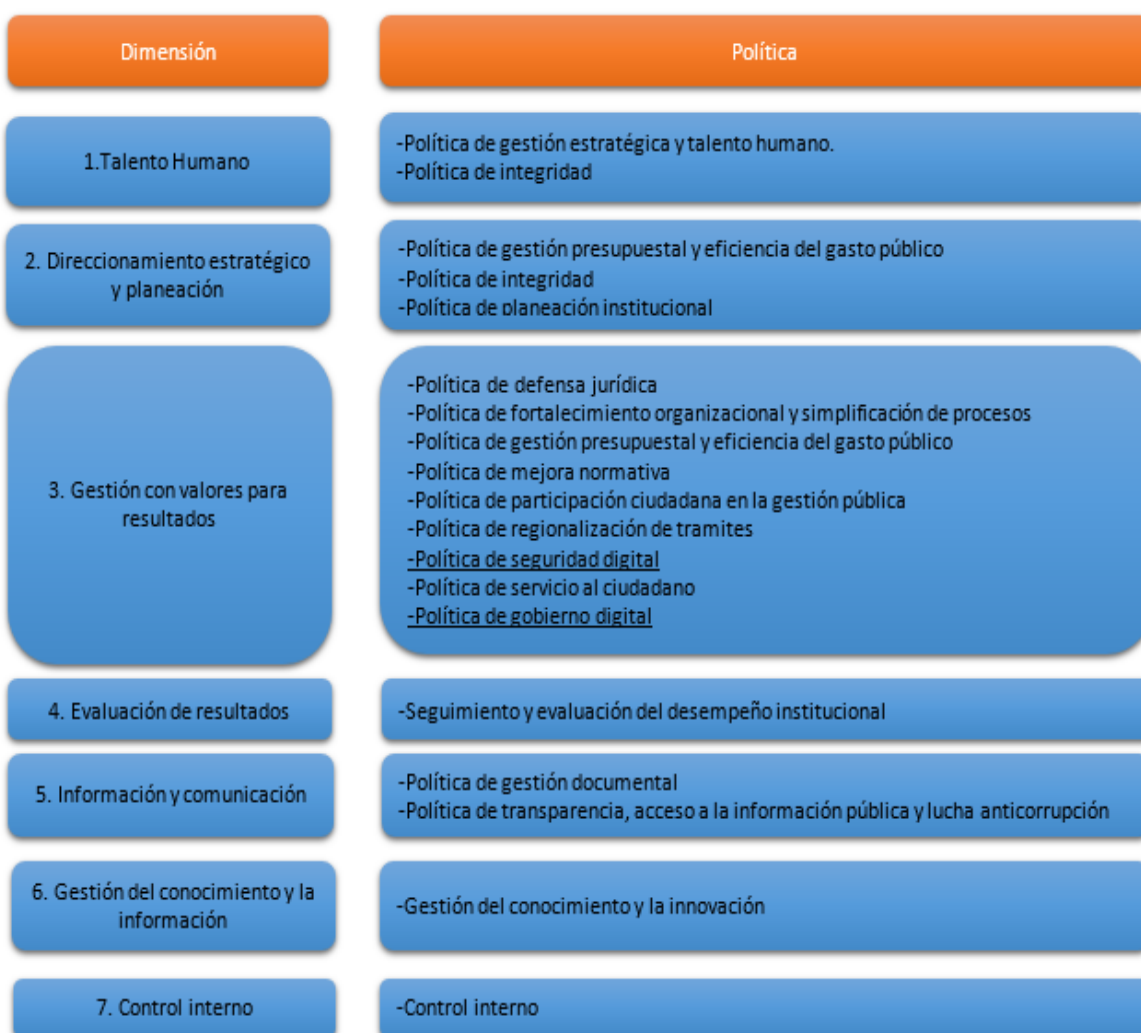 Dimensión
Política
1.Talento Humano
-Política de gestión estratégica y talento humano.
-Política de integridad
2. Direccionamiento estratégico
y planeación
-Política de gestión presupuestal y eficiencia del gasto público
-Política de integridad
-Política de planeación institucional
3. Gestión con valores para
resultados
-Política de defensa jurídica
-Política de fortalecimiento organizacional y simplificación de procesos
-Política de gestión presupuestal y eficiencia del gasto público
-Política de mejora normativa
-Política de participación ciudadana en la gestión pública
-Política de regionalización de tramites
-Política de seguridad digital
-Política de servicio al ciudadano
-Política de gobierno digital
4. Evaluación de resultados
-Seguimiento y evaluación del desempeño institucional
5. Información y comunicación
-Política de gestión documental
-Política de transparencia, acceso a la información pública y lucha anticorrupción
6. Gestión del conocimiento y la
información
-Gestión del conocimiento y la innovación
7. Control interno
-Control interno